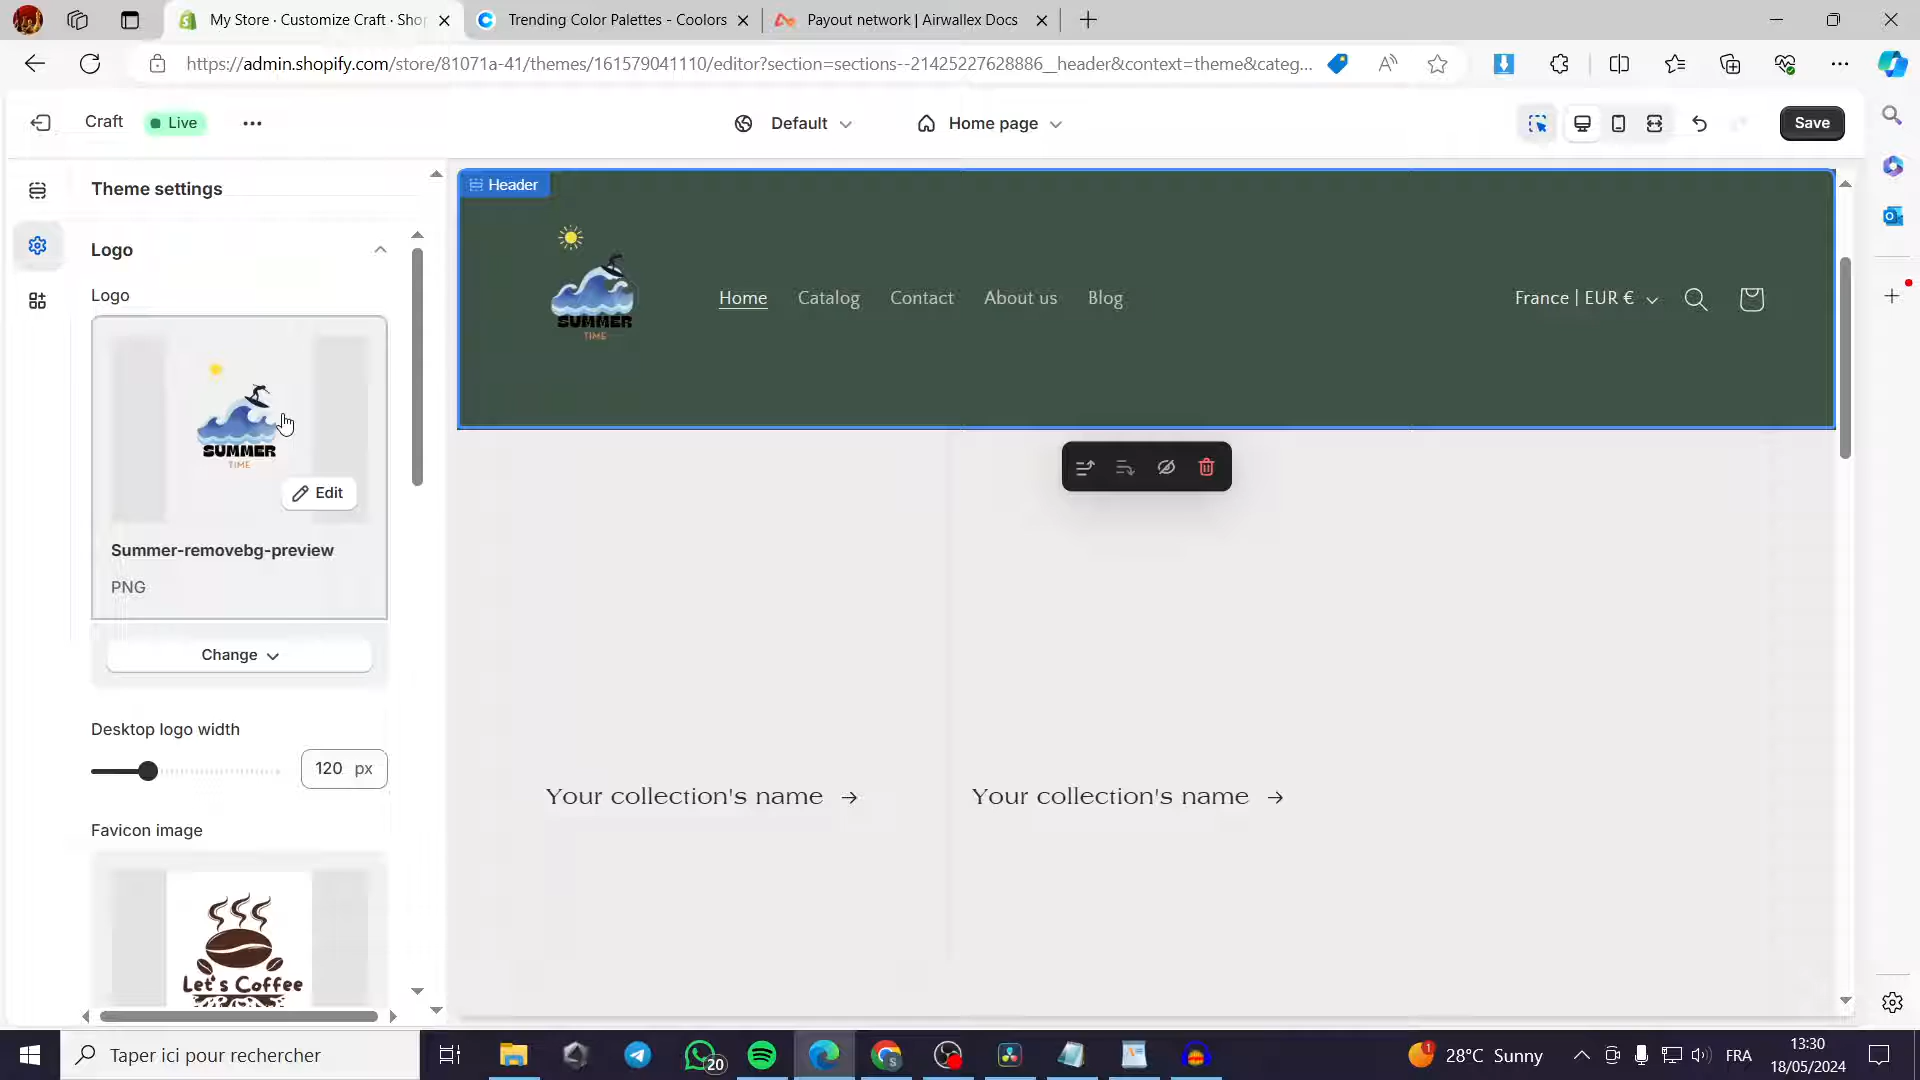 My Store · Customize Craft · Sho
Trending Color Palettes - Coolors
Payout network | Airwallex Docs
https://admin.shopify.com/store/81071a-41/themes/161579041110/editor?section=sections--21425227628886__header&context=theme&categ...
Craft
Live
Default
Home page
Save
Theme settings
Logo
Logo
SUMMER
TIME
Edit
Summer-removebg-preview
PNG
Change
Desktop logo width
120 px
Favicon image
Let's Coffee
Header
SUMMER
TIME
Home
Catalog
Contact
About us
Blog
France | EUR €
Your collection's name
Your collection's name
Taper ici pour rechercher
20
1
28°C Sunny
FRA
13:30
18/05/2024